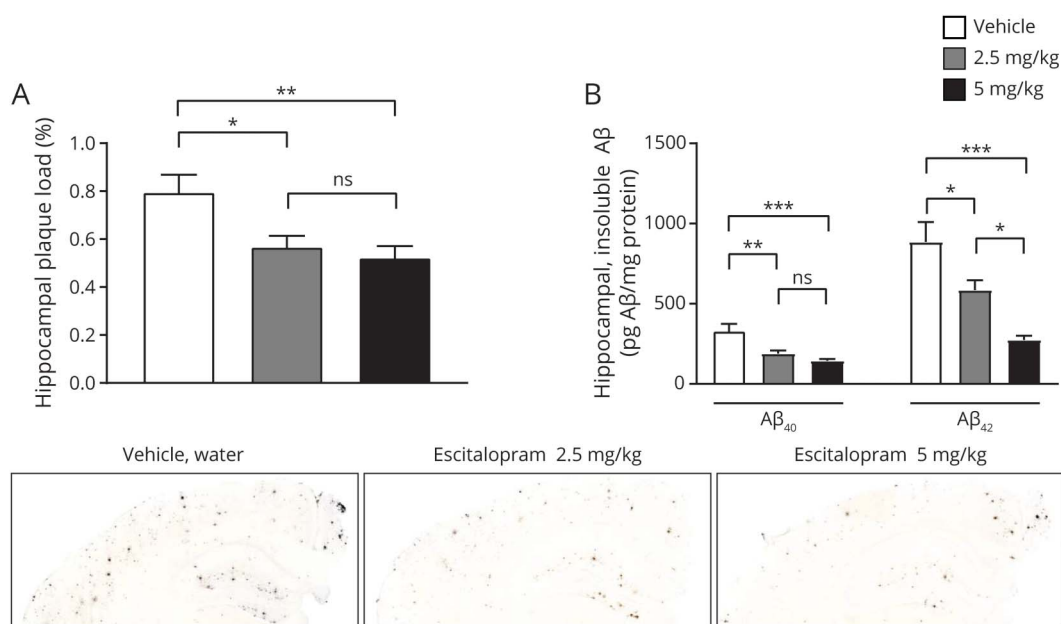 Vehicle
2.5 mg/kg
5 mg/kg
A
Hippocampal plaque load (%)
1.0
0.8
0.6
0.4
0.2
0.0
**
*
ns
B
Hippocampal, insoluble Aβ
(pg Aβ/mg protein)
1500
1000
500
0
***
**
ns
***
*
*
Aβ₄₀
Aβ₄₂
Vehicle, water
Escitalopram 2.5 mg/kg
Escitalopram 5 mg/kg